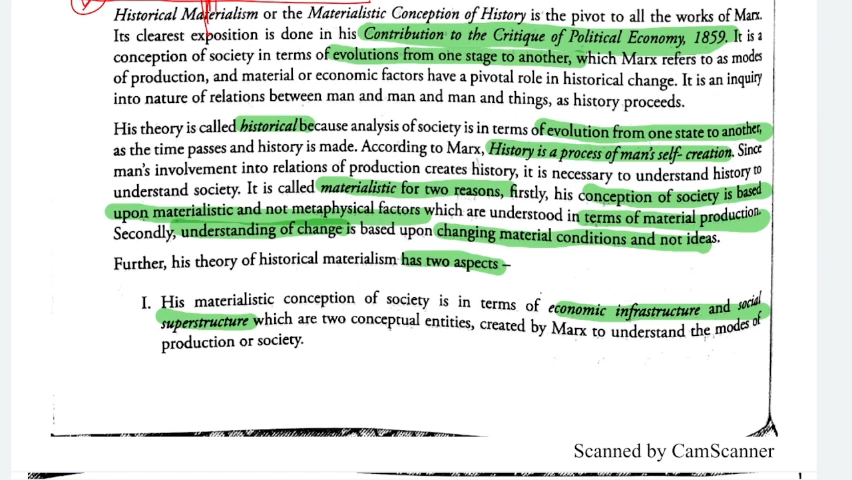 Historical Materialism or the Materialistic Conception of History is the pivot to all the works of Marx.
Its clearest exposition is done in his Contribution to the Critique of Political Economy, 1859. It is a
conception of society in terms of evolutions from one stage to another, which Marx refers to as modes
of production, and material or economic factors have a pivotal role in historical change. It is an inquiry
into nature of relations between man and man and man and things, as history proceeds.
His theory is called historical because analysis of society is in terms of evolution from one state to another,
as the time passes and history is made. According to Marx, History is a process of man's self- creation. Since
man's involvement into relations of production creates history, it is necessary to understand history to
understand society. It is called materialistic for two reasons, firstly, his conception of society is based
upon materialistic and not metaphysical factors which are understood in terms of material production.
Secondly, understanding of change is based upon changing material conditions and not ideas.
Further, his theory of historical materialism has two aspects –
I. His materialistic conception of society is in terms of economic infrastructure and social
superstructure which are two conceptual entities, created by Marx to understand the modes of
production or society.
Scanned by CamScanner